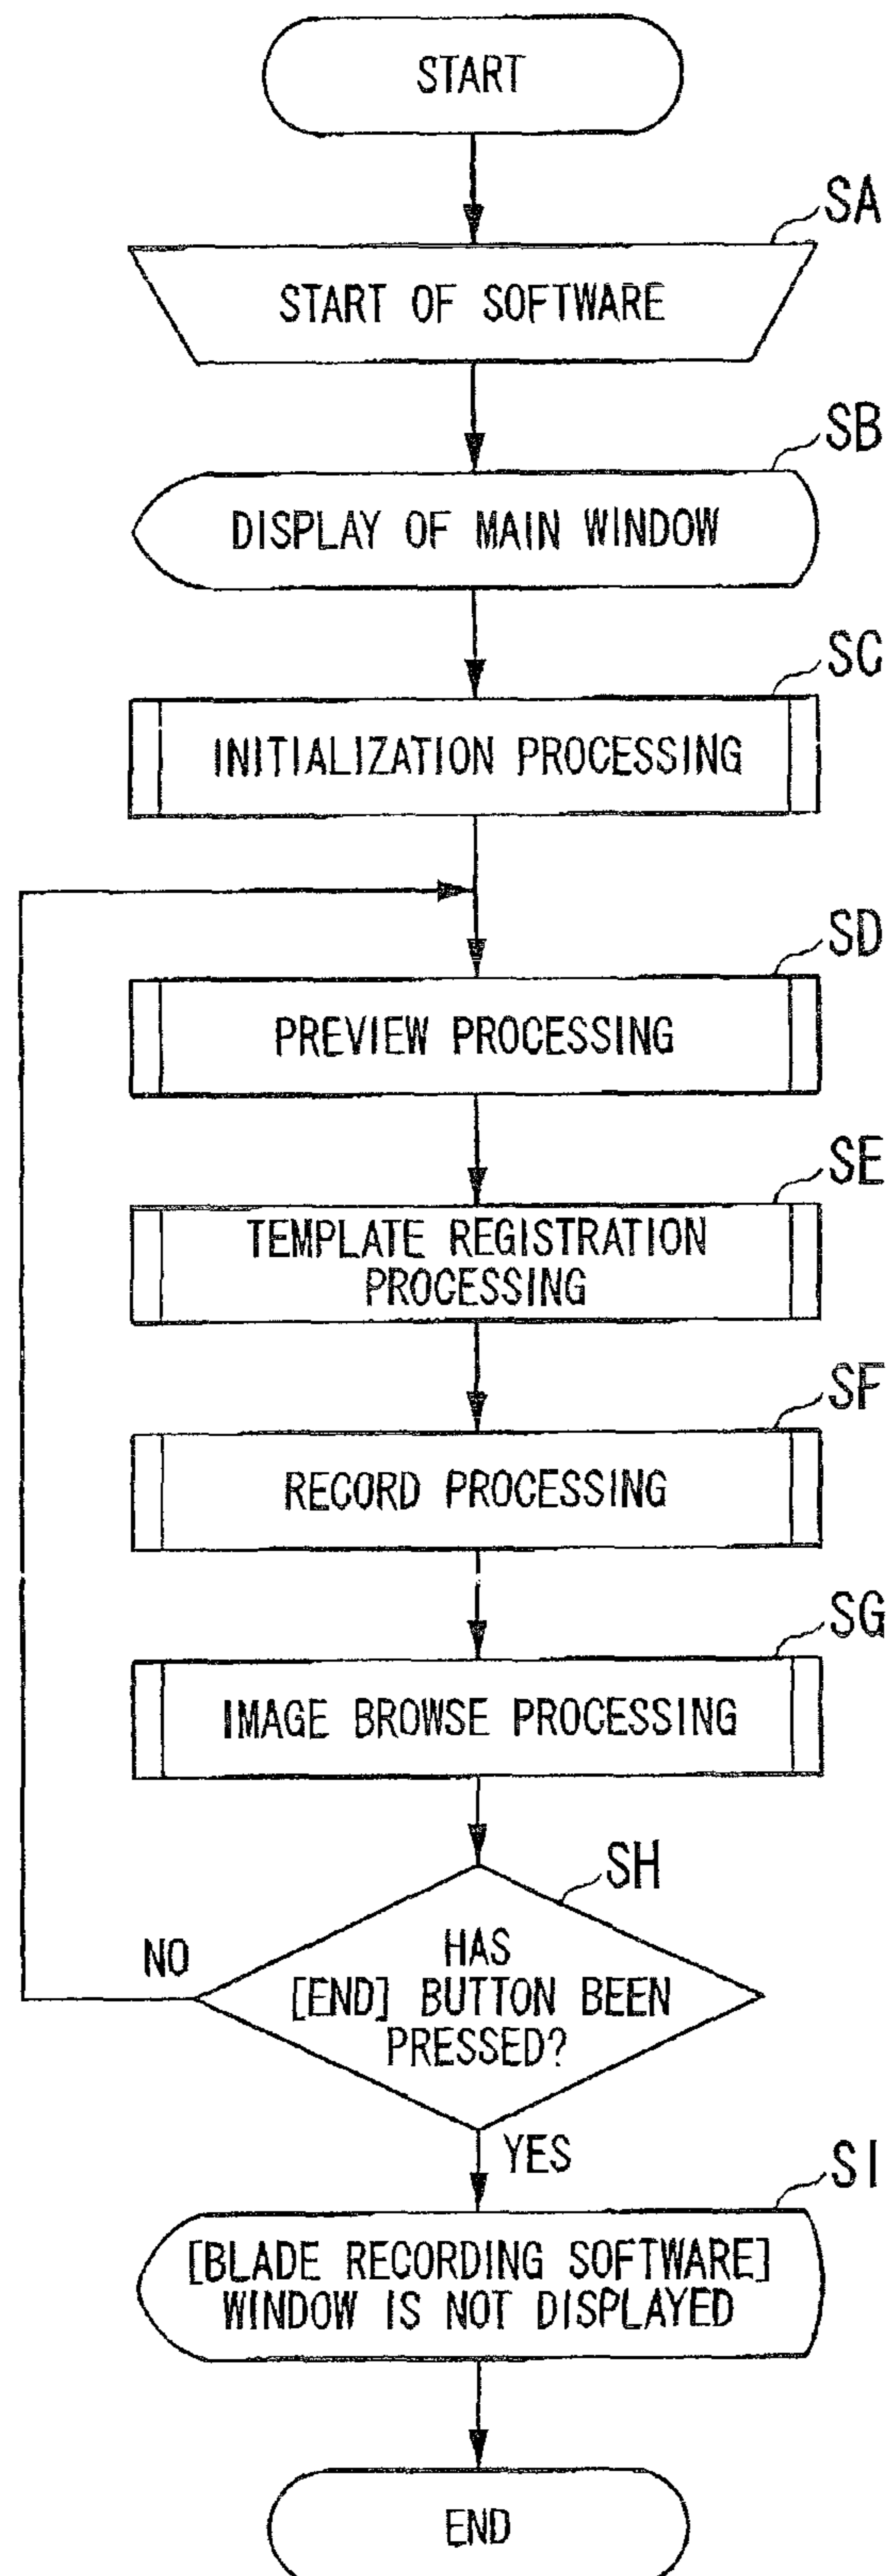 START
SA
START OF SOFTWARE
SB
DISPLAY OF MAIN WINDOW
SC
INITIALIZATION PROCESSING
SD
PREVIEW PROCESSING
SE
TEMPLATE REGISTRATION
PROCESSING
SF
RECORD PROCESSING
SG
IMAGE BROWSE PROCESSING
SH
NO
HAS
[END] BUTTON BEEN
PRESSED?
YES
SI
[BLADE RECORDING SOFTWARE]
WINDOW IS NOT DISPLAYED
END